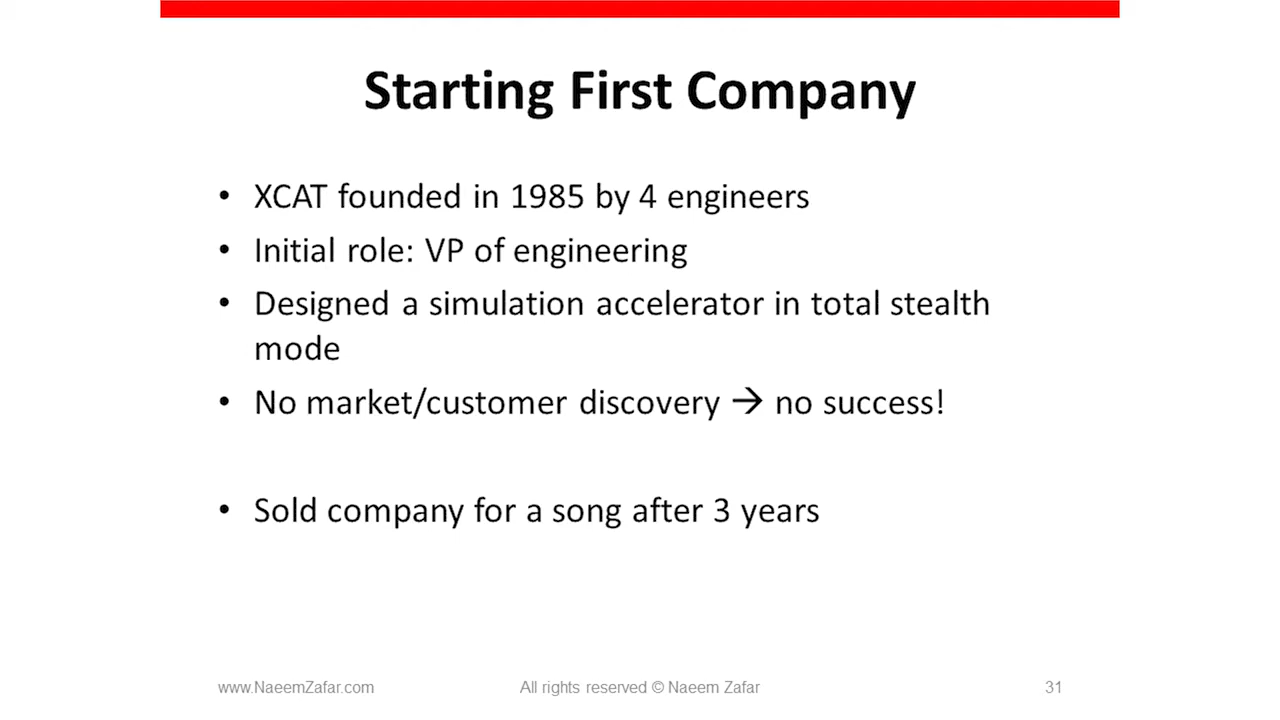 Starting First Company
• XCAT founded in 1985 by 4 engineers
• Initial role: VP of engineering
• Designed a simulation accelerator in total stealth
mode
• No market/customer discovery → no success!
• Sold company for a song after 3 years
www.NaeemZafar.com
All rights reserved © Naeem Zafar
31